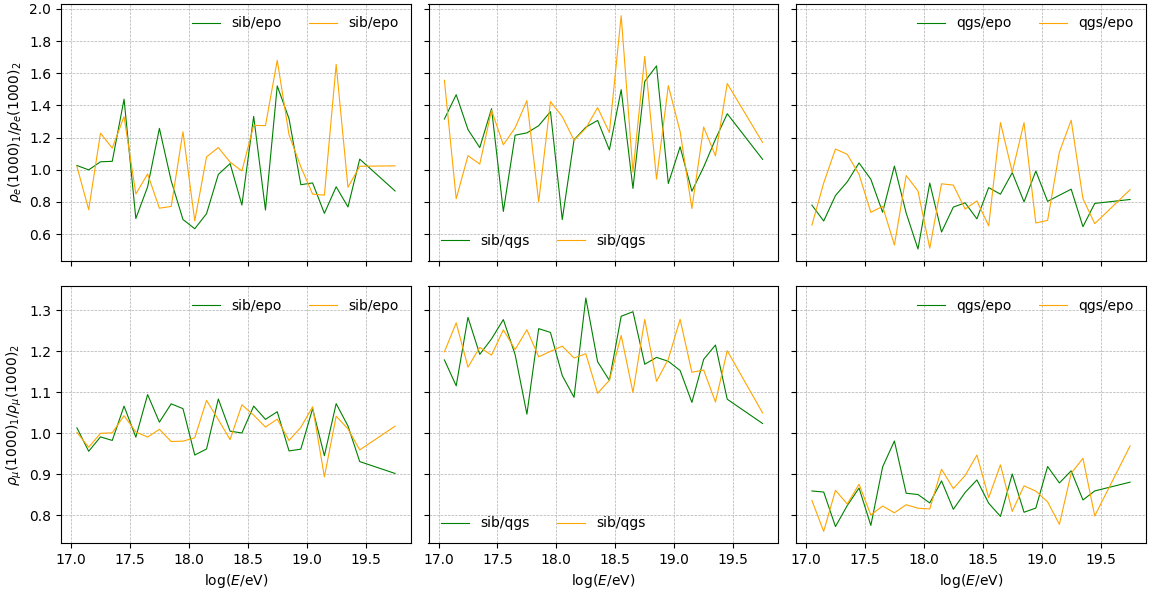 sib/epo sib/epo
sib/qgs sib/qgs
qgs/epo qgs/epo
2.0
1.8
1.6
1.4
1.2
1.0
0.8
0.6
ρe(1000)1/ρe(1000)2
sib/epo sib/epo
sib/qgs sib/qgs
qgs/epo qgs/epo
1.3
1.2
1.1
1.0
0.9
0.8
ρμ(1000)1/ρμ(1000)2
17.0 17.5 18.0 18.5 19.0 19.5
17.0 17.5 18.0 18.5 19.0 19.5
17.0 17.5 18.0 18.5 19.0 19.5
log(E/eV)
log(E/eV)
log(E/eV)